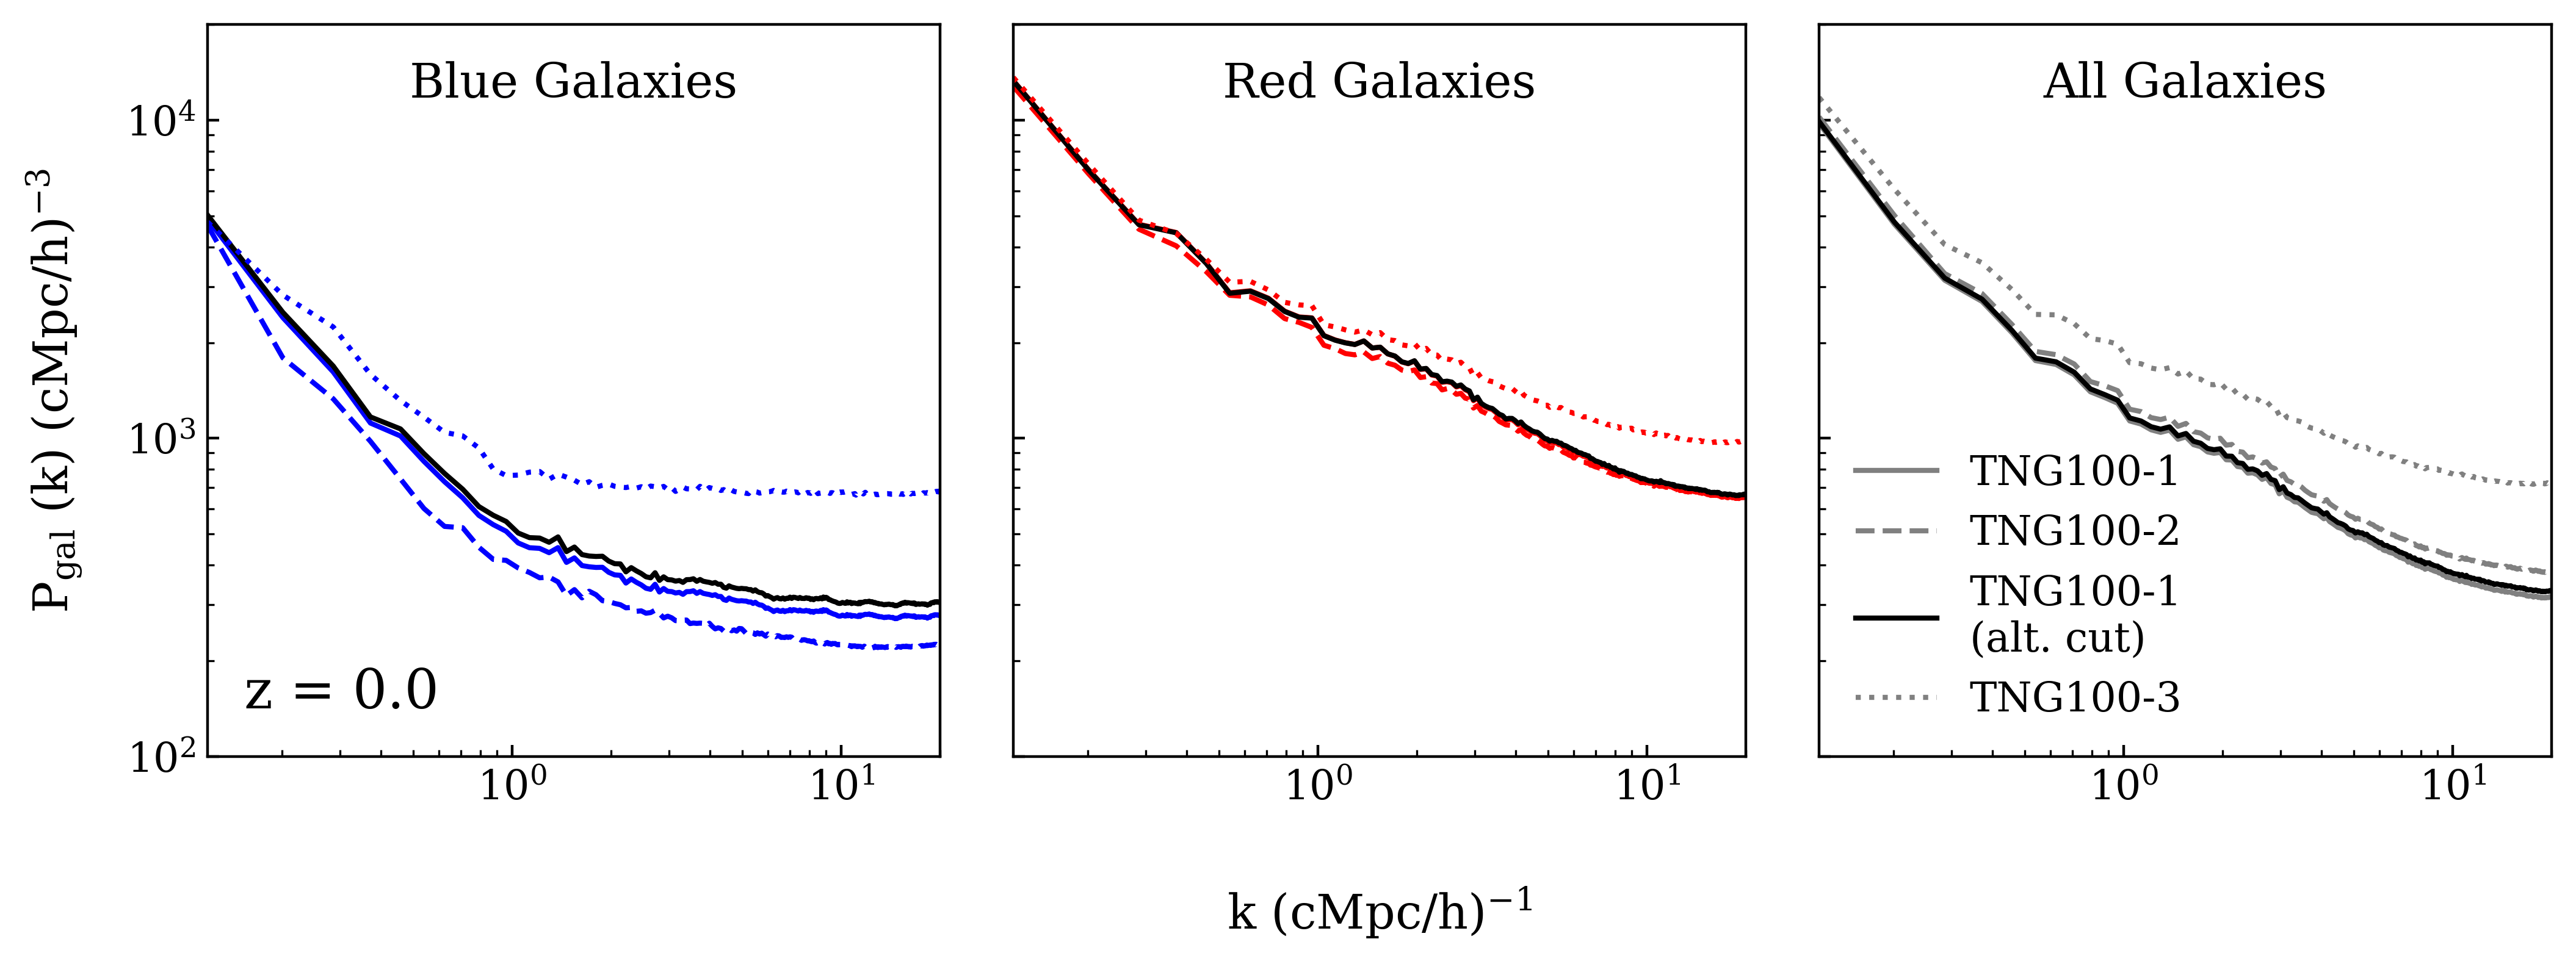 Blue Galaxies
Red Galaxies
All Galaxies
P_gal (k) (cMpc/h)^−3
10^4
10^3
10^2
z = 0.0
TNG100-1
TNG100-2
TNG100-1
(alt. cut)
TNG100-3
10^0 10^1
10^0 10^1
10^0 10^1
k (cMpc/h)^−1